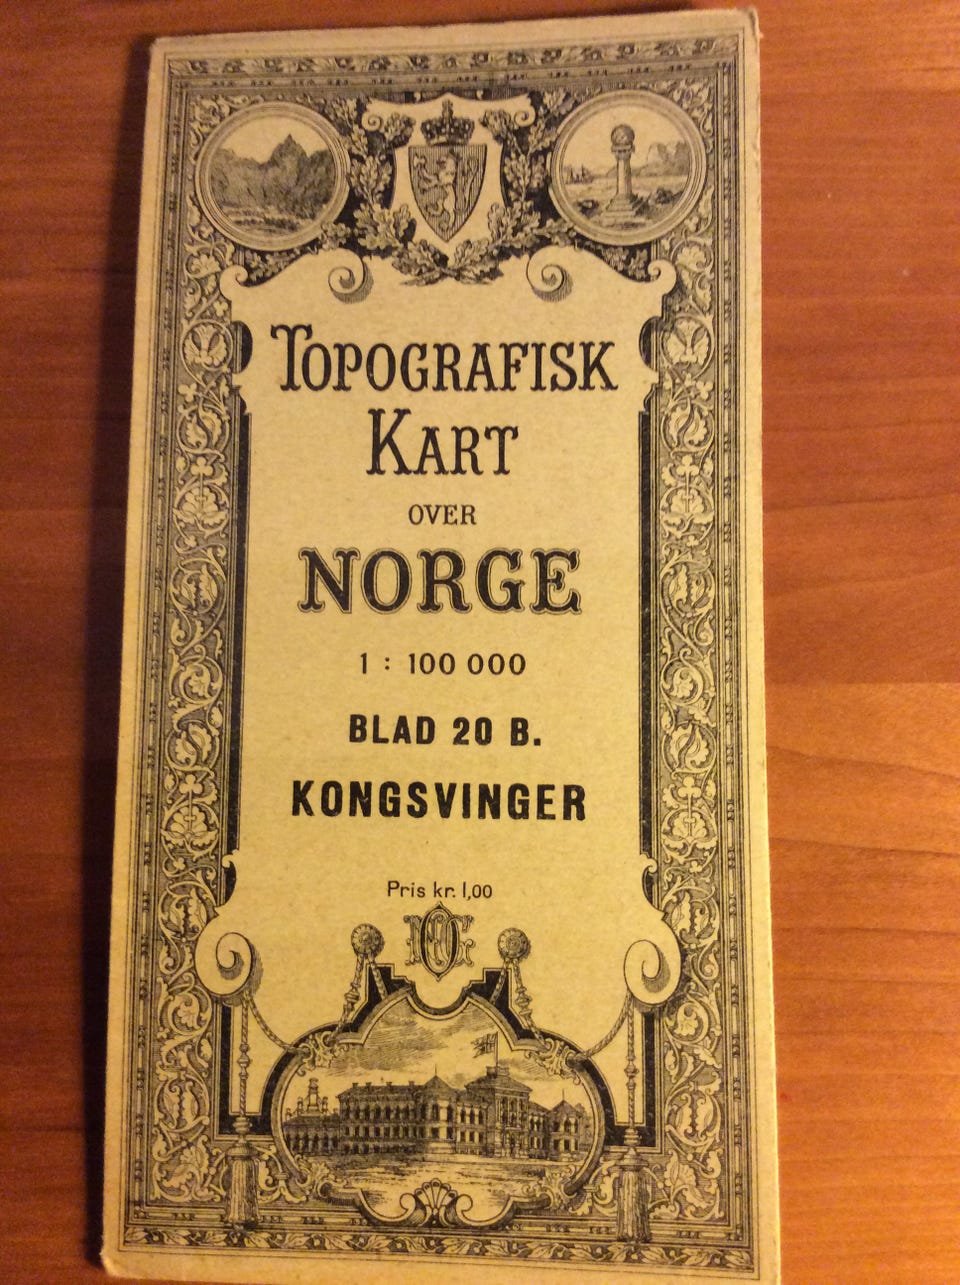 TOPOGRAFISK
KART
OVER
NORGE
1 : 100 000
BLAD 20 B.
KONGSVINGER
Pris kr. 1,00